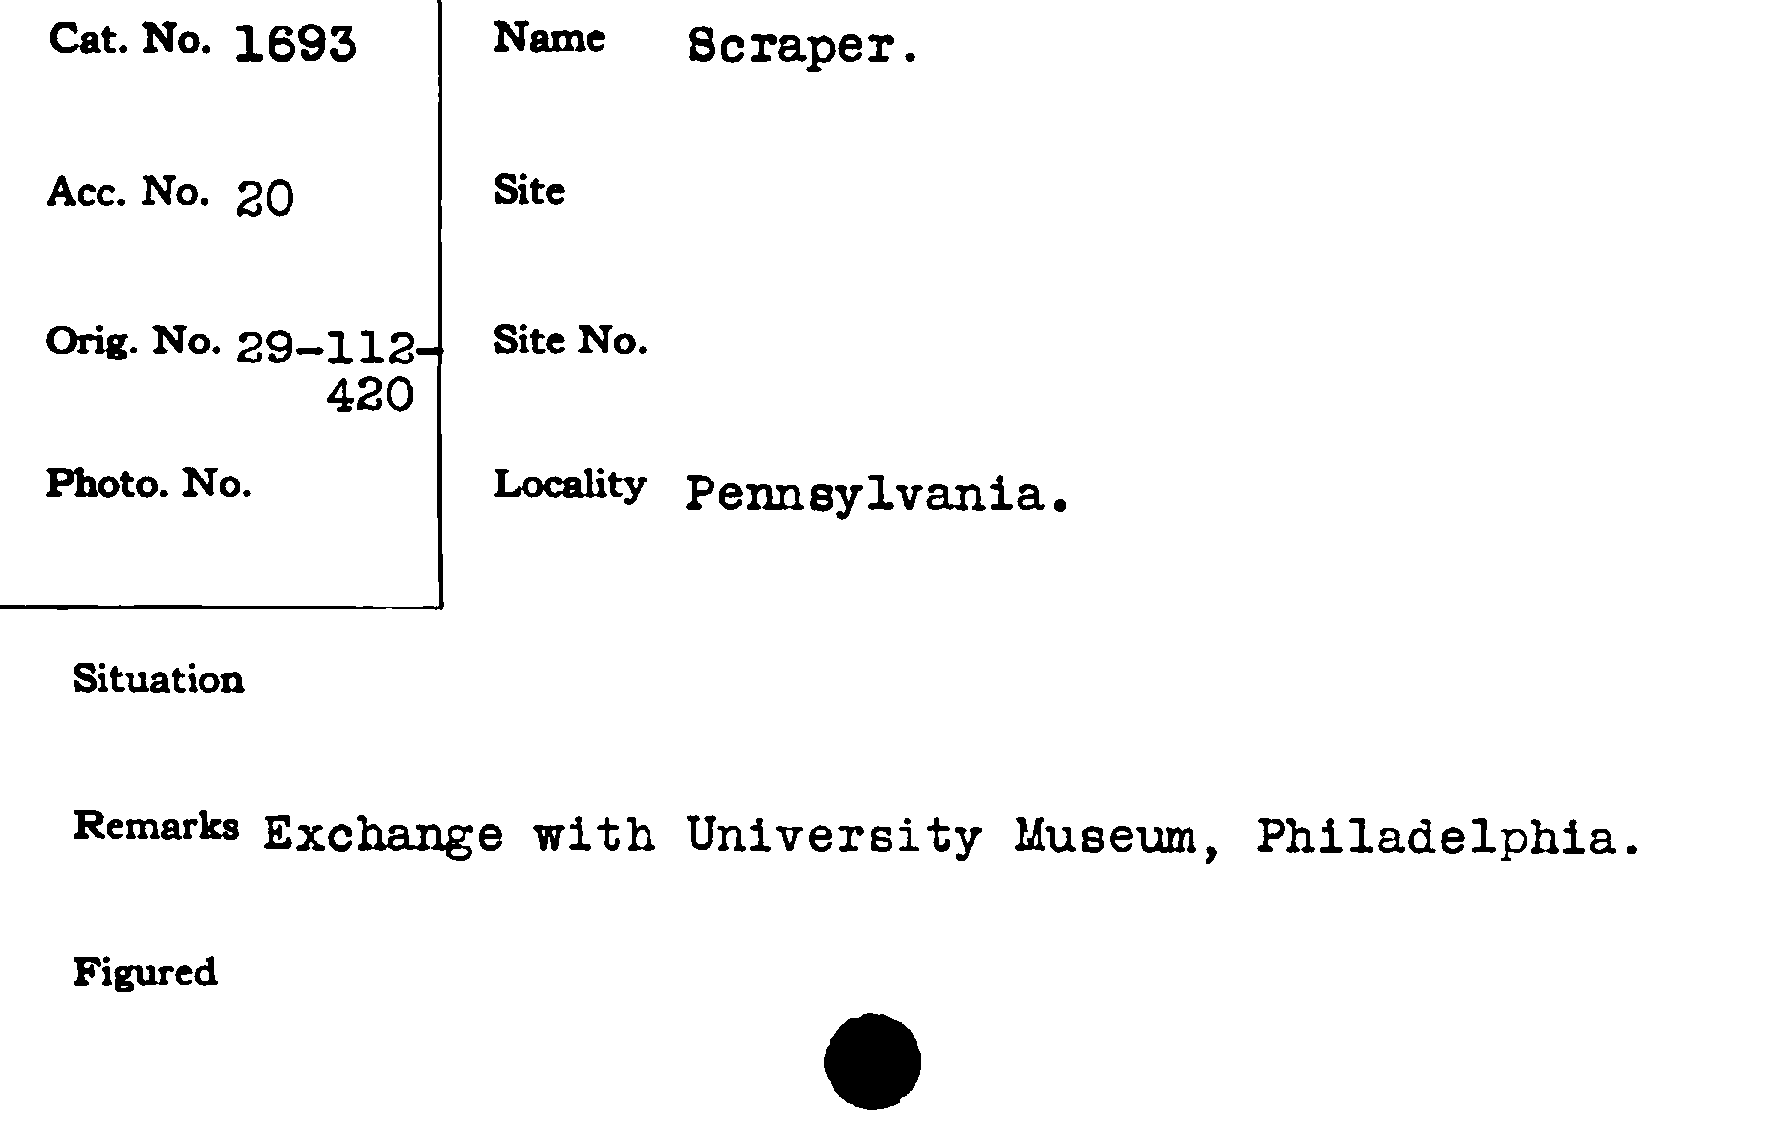 Cat. No. 1693
Acc. No. 20
Orig. No. 29-112-
420
Photo. No.
Name Scraper.
Site
Site No.
Locality Pennsylvania.
Situation
Remarks Exchange with University Museum, Philadelphia.
Figured